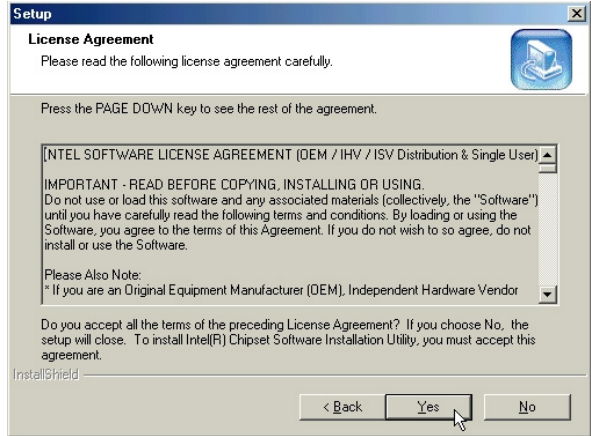 Setup
License Agreement
Please read the following license agreement carefully.
Press the PAGE DOWN key to see the rest of the agreement.
INTEL SOFTWARE LICENSE AGREEMENT (OEM / IHV / ISV Distribution & Single User)
IMPORTANT - READ BEFORE COPYING, INSTALLING OR USING.
Do not use or load this software and any associated materials (collectively, the "Software")
until you have carefully read the following terms and conditions. By loading or using the
Software, you agree to the terms of this Agreement. If you do not wish to so agree, do not
install or use the Software.
Please Also Note:
* If you are an Original Equipment Manufacturer (OEM), Independent Hardware Vendor
Do you accept all the terms of the preceding License Agreement? If you choose No, the
setup will close. To install Intel(R) Chipset Software Installation Utility, you must accept this
agreement.
InstallShield
< Back Yes No